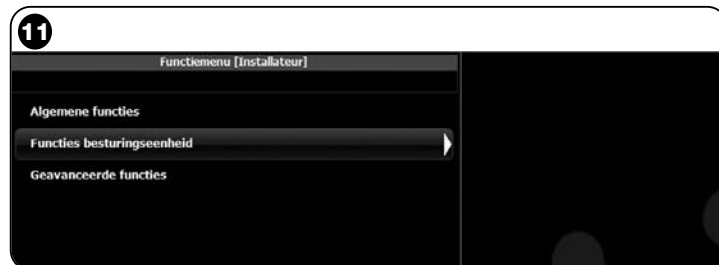 11
Functiemenu [Installateur]
Algemene functies
Functies besturingseenheid
Geavanceerde functies